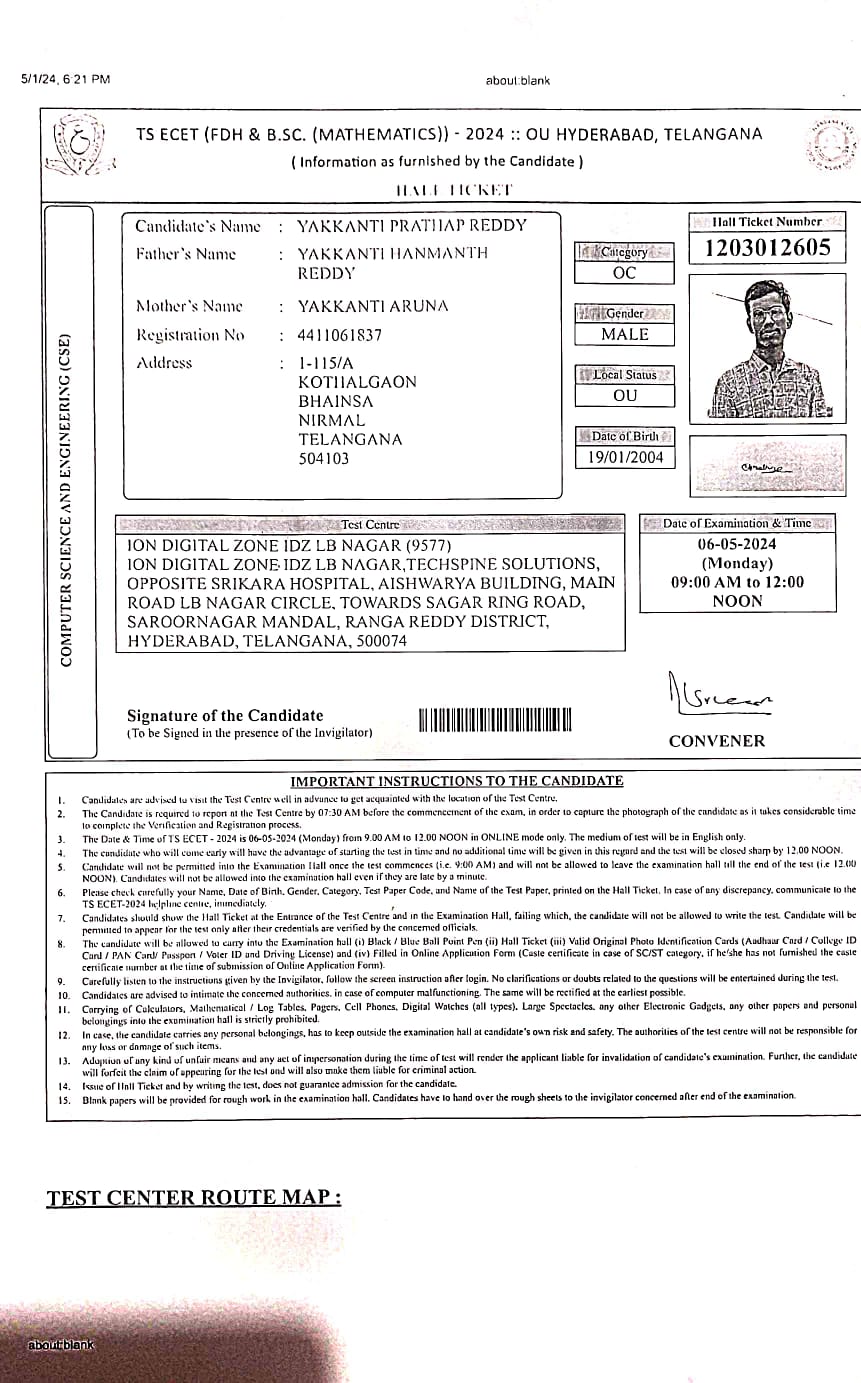 5/1/24, 6:21 PM
about:blank
TS ECET (FDH & B.SC. (MATHEMATICS)) - 2024 :: OU HYDERABAD, TELANGANA
( Information as furnished by the Candidate )
HALL TICKET
COMPUTER SCIENCE AND ENGINEERING (CSE)
Candidate's Name : YAKKANTI PRATHAP REDDY
Father's Name : YAKKANTI HANMANTH
REDDY
Mother's Name : YAKKANTI ARUNA
Registration No : 4411061837
Address : 1-115/A
KOTHALGAON
BHAINSA
NIRMAL
TELANGANA
504103
Category
OC
Gender
MALE
Local Status
OU
Date of Birth
19/01/2004
Hall Ticket Number
1203012605
Test Centre
ION DIGITAL ZONE IDZ LB NAGAR (9577)
ION DIGITAL ZONE IDZ LB NAGAR,TECHSPINE SOLUTIONS,
OPPOSITE SRIKARA HOSPITAL, AISHWARYA BUILDING, MAIN
ROAD LB NAGAR CIRCLE, TOWARDS SAGAR RING ROAD,
SAROORNAGAR MANDAL, RANGA REDDY DISTRICT,
HYDERABAD, TELANGANA, 500074
Date of Examination & Time
06-05-2024
(Monday)
09:00 AM to 12:00
NOON
Signature of the Candidate
(To be Signed in the presence of the Invigilator)
CONVENER
IMPORTANT INSTRUCTIONS TO THE CANDIDATE
1. Candidates are advised to visit the Test Centre well in advance to get acquainted with the location of the Test Centre.
2. The Candidate is required to report at the Test Centre by 07:30 AM before the commencement of the exam, in order to capture the photograph of the candidate as it takes considerable time
to complete the Verification and Registration process.
3. The Date & Time of TS ECET - 2024 is 06-05-2024 (Monday) from 9.00 AM to 12.00 NOON in ONLINE mode only. The medium of test will be in English only.
4. The candidate who will come early will have the advantage of starting the test in time and no additional time will be given in this regard and the test will be closed sharp by 12.00 NOON.
5. Candidate will not be permitted into the Examination Hall once the test commences (i.e. 9:00 AM) and will not be allowed to leave the examination hall till the end of the test (i.e 12.00
NOON). Candidates will not be allowed into the examination hall even if they are late by a minute.
6. Please check carefully your Name, Date of Birth, Gender, Category, Test Paper Code, and Name of the Test Paper, printed on the Hall Ticket. In case of any discrepancy, communicate to the
TS ECET-2024 helpline centre, immediately.
7. Candidates should show the Hall Ticket at the Entrance of the Test Centre and in the Examination Hall, failing which, the candidate will not be allowed to write the test. Candidate will be
permitted to appear for the test only after their credentials are verified by the concerned officials.
8. The candidate will be allowed to carry into the Examination hall (i) Black / Blue Ball Point Pen (ii) Hall Ticket (iii) Valid Original Photo Identification Cards (Aadhaar Card / College ID
Card / PAN Card/ Passport / Voter ID and Driving License) and (iv) Filled in Online Application Form (Caste certificate in case of SC/ST category, if he/she has not furnished the caste
certificate number at the time of submission of Online Application Form).
9. Carefully listen to the instructions given by the Invigilator, follow the screen instruction after login. No clarifications or doubts related to the questions will be entertained during the test.
10. Candidates are advised to intimate the concerned authorities, in case of computer malfunctioning. The same will be rectified at the earliest possible.
11. Carrying of Calculators, Mathematical / Log Tables, Pagers, Cell Phones, Digital Watches (all types), Large Spectacles, any other Electronic Gadgets, any other papers and personal
belongings into the examination hall is strictly prohibited.
12. In case, the candidate carries any personal belongings, has to keep outside the examination hall at candidate's own risk and safety. The authorities of the test centre will not be responsible for
any loss or damage of such items.
13. Adoption of any kind of unfair means and any act of impersonation during the time of test will render the applicant liable for invalidation of candidate's examination. Further, the candidate
will forfeit the claim of appearing for the test and will also make them liable for criminal action.
14. Issue of Hall Ticket and by writing the test, does not guarantee admission for the candidate.
15. Blank papers will be provided for rough work in the examination hall. Candidates have to hand over the rough sheets to the invigilator concerned after end of the examination.
TEST CENTER ROUTE MAP :
about:blank